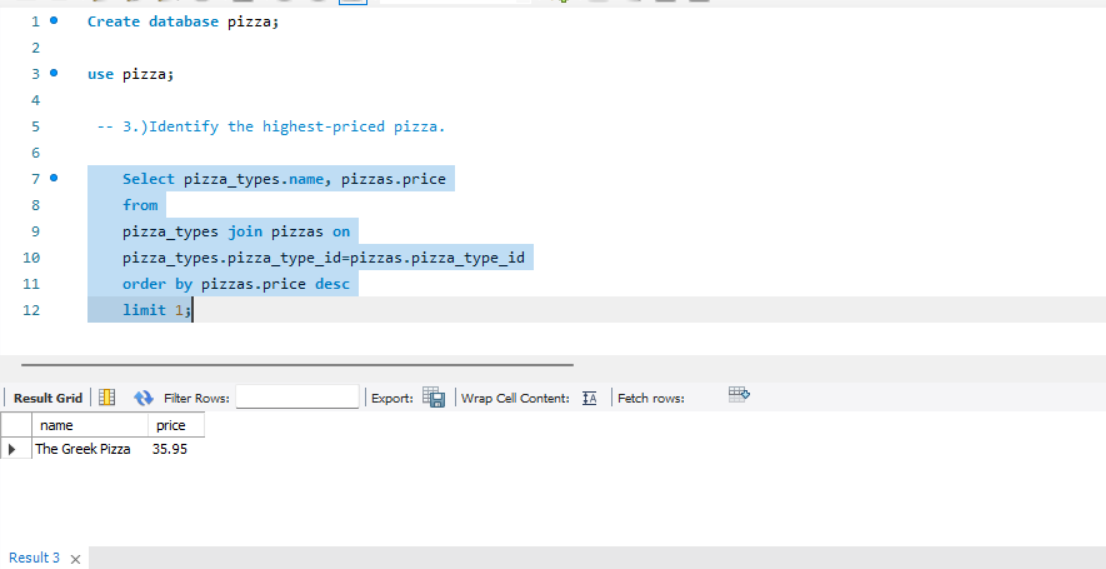 1 Create database pizza;
2
3 use pizza;
4
5 -- 3.)Identify the highest-priced pizza.
6
7 Select pizza_types.name, pizzas.price
8 from
9 pizza_types join pizzas on
10 pizza_types.pizza_type_id=pizzas.pizza_type_id
11 order by pizzas.price desc
12 limit 1;
Result Grid Filter Rows: Export: Wrap Cell Content: IA Fetch rows:
name price
The Greek Pizza 35.95
Result 3 ×